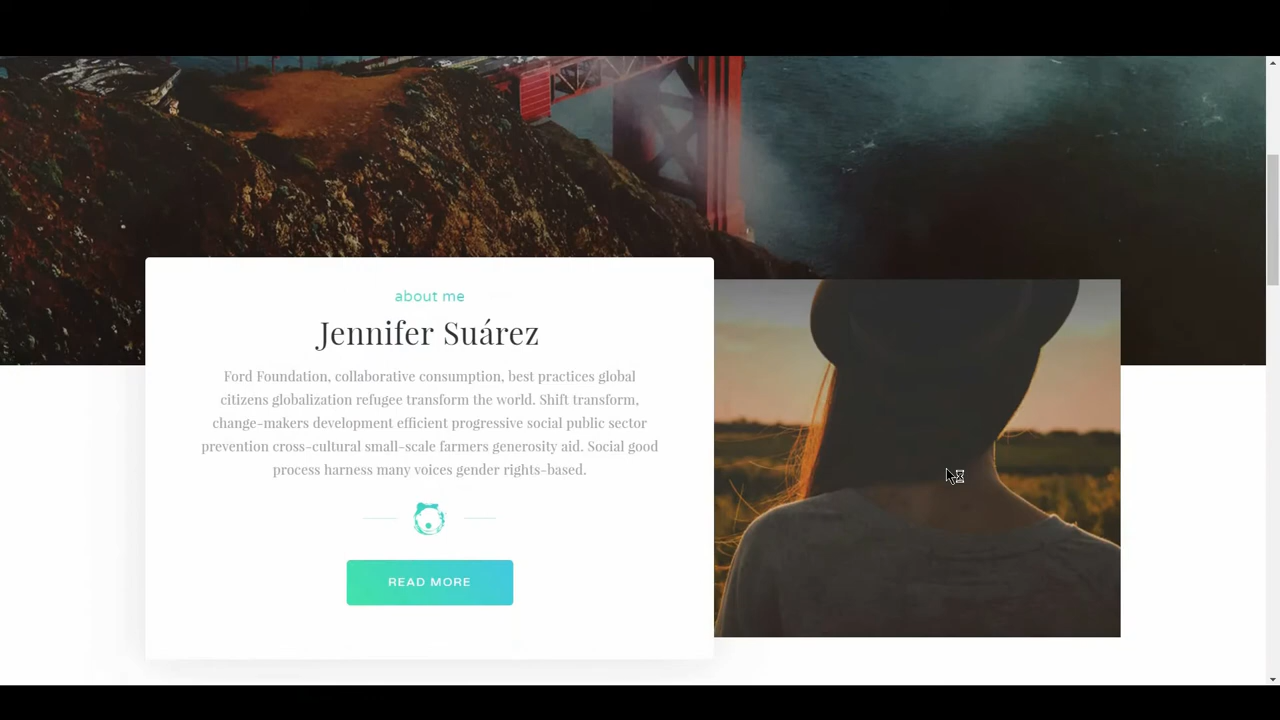 about me
Jennifer Suárez
Ford Foundation, collaborative consumption, best practices global
citizens globalization refugee transform the world. Shift transform,
change-makers development efficient progressive social public sector
prevention cross-cultural small-scale farmers generosity aid. Social good
process harness many voices gender rights-based.
READ MORE